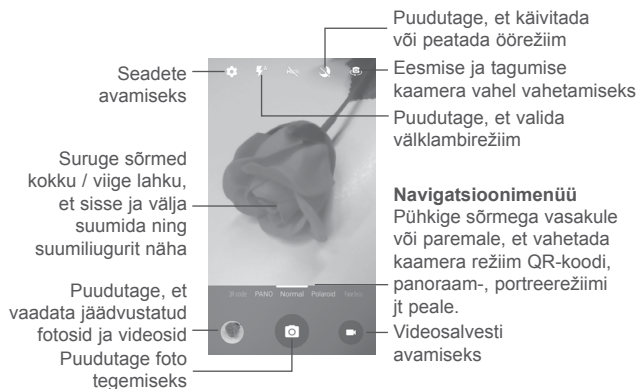 Puudutage, et käivitada
või peatada öörežiim
Seadete
avamiseks
Eesmise ja tagumise
kaamera vahel vahetamiseks
Puudutage, et valida
välklambirežiim
Suruge sõrmed
kokku / viige lahku,
et sisse ja välja
suumida ning
suumiliugurit näha
Navigatsioonimenüü
Pühkige sõrmega vasakule
või paremale, et vahetada
kaamera režiim QR-koodi,
panoraam-, portreerežiimi
jt peale.
PANO Normal Polaroid
Puudutage, et
vaadata jäädvustatud
fotosid ja videosid
Videosalvesti
avamiseks
Puudutage foto
tegemiseks